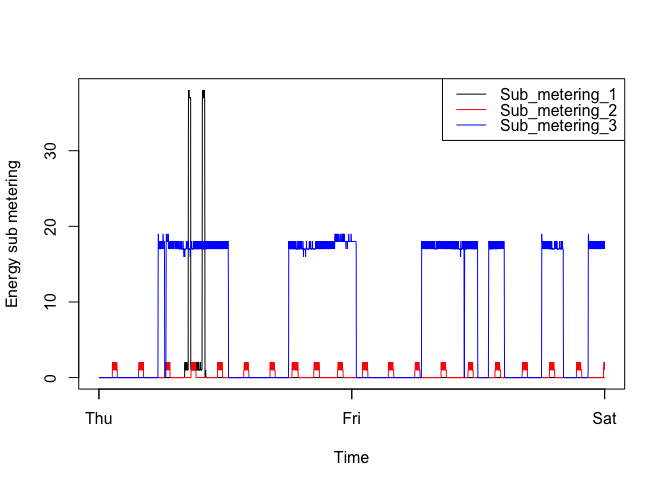 Sub_metering_1
Sub_metering_2
Sub_metering_3
Energy sub metering
30
20
10
0
Thu Fri Sat
Time